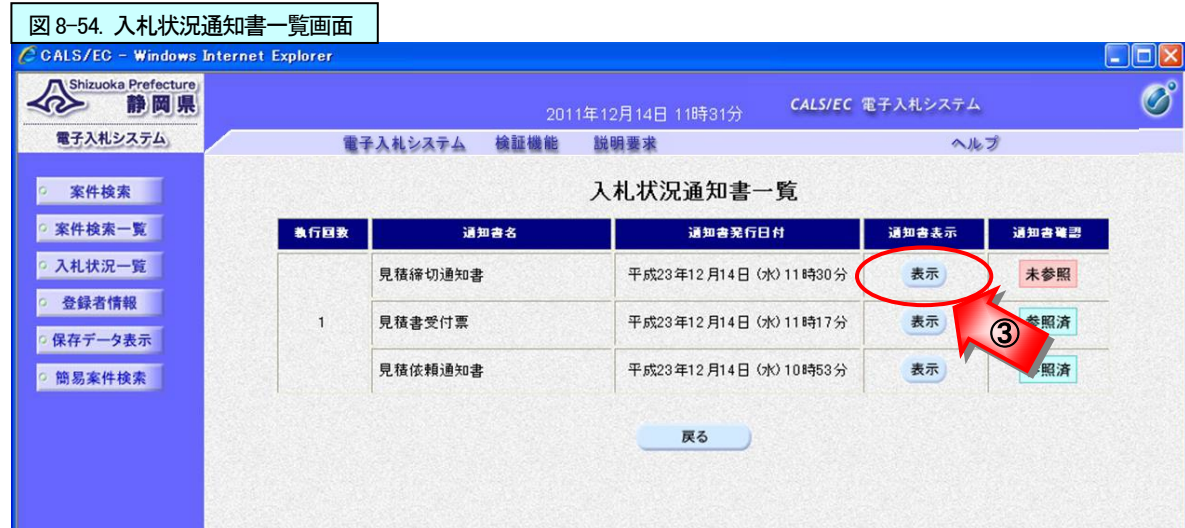 図 8-54. 入札状況通知書一覧画面
CALS/EC - Windows Internet Explorer
Shizuoka Prefecture
静岡県
電子入札システム
2011年12月14日 11時31分
CALS/EC 電子入札システム
電子入札システム 検証機能 説明要求 ヘルプ
案件検索
案件検索一覧
入札状況一覧
登録者情報
保存データ表示
簡易案件検索
入札状況通知書一覧
執行回数 通知書名 通知書発行日付 通知書表示 通知書確認
見積締切通知書 平成23年12月14日 (水) 11時30分 表示 未参照
1 見積書受付票 平成23年12月14日 (水) 11時17分 表示 参照済
③
見積依頼通知書 平成23年12月14日 (水) 10時53分 表示 照済
戻る